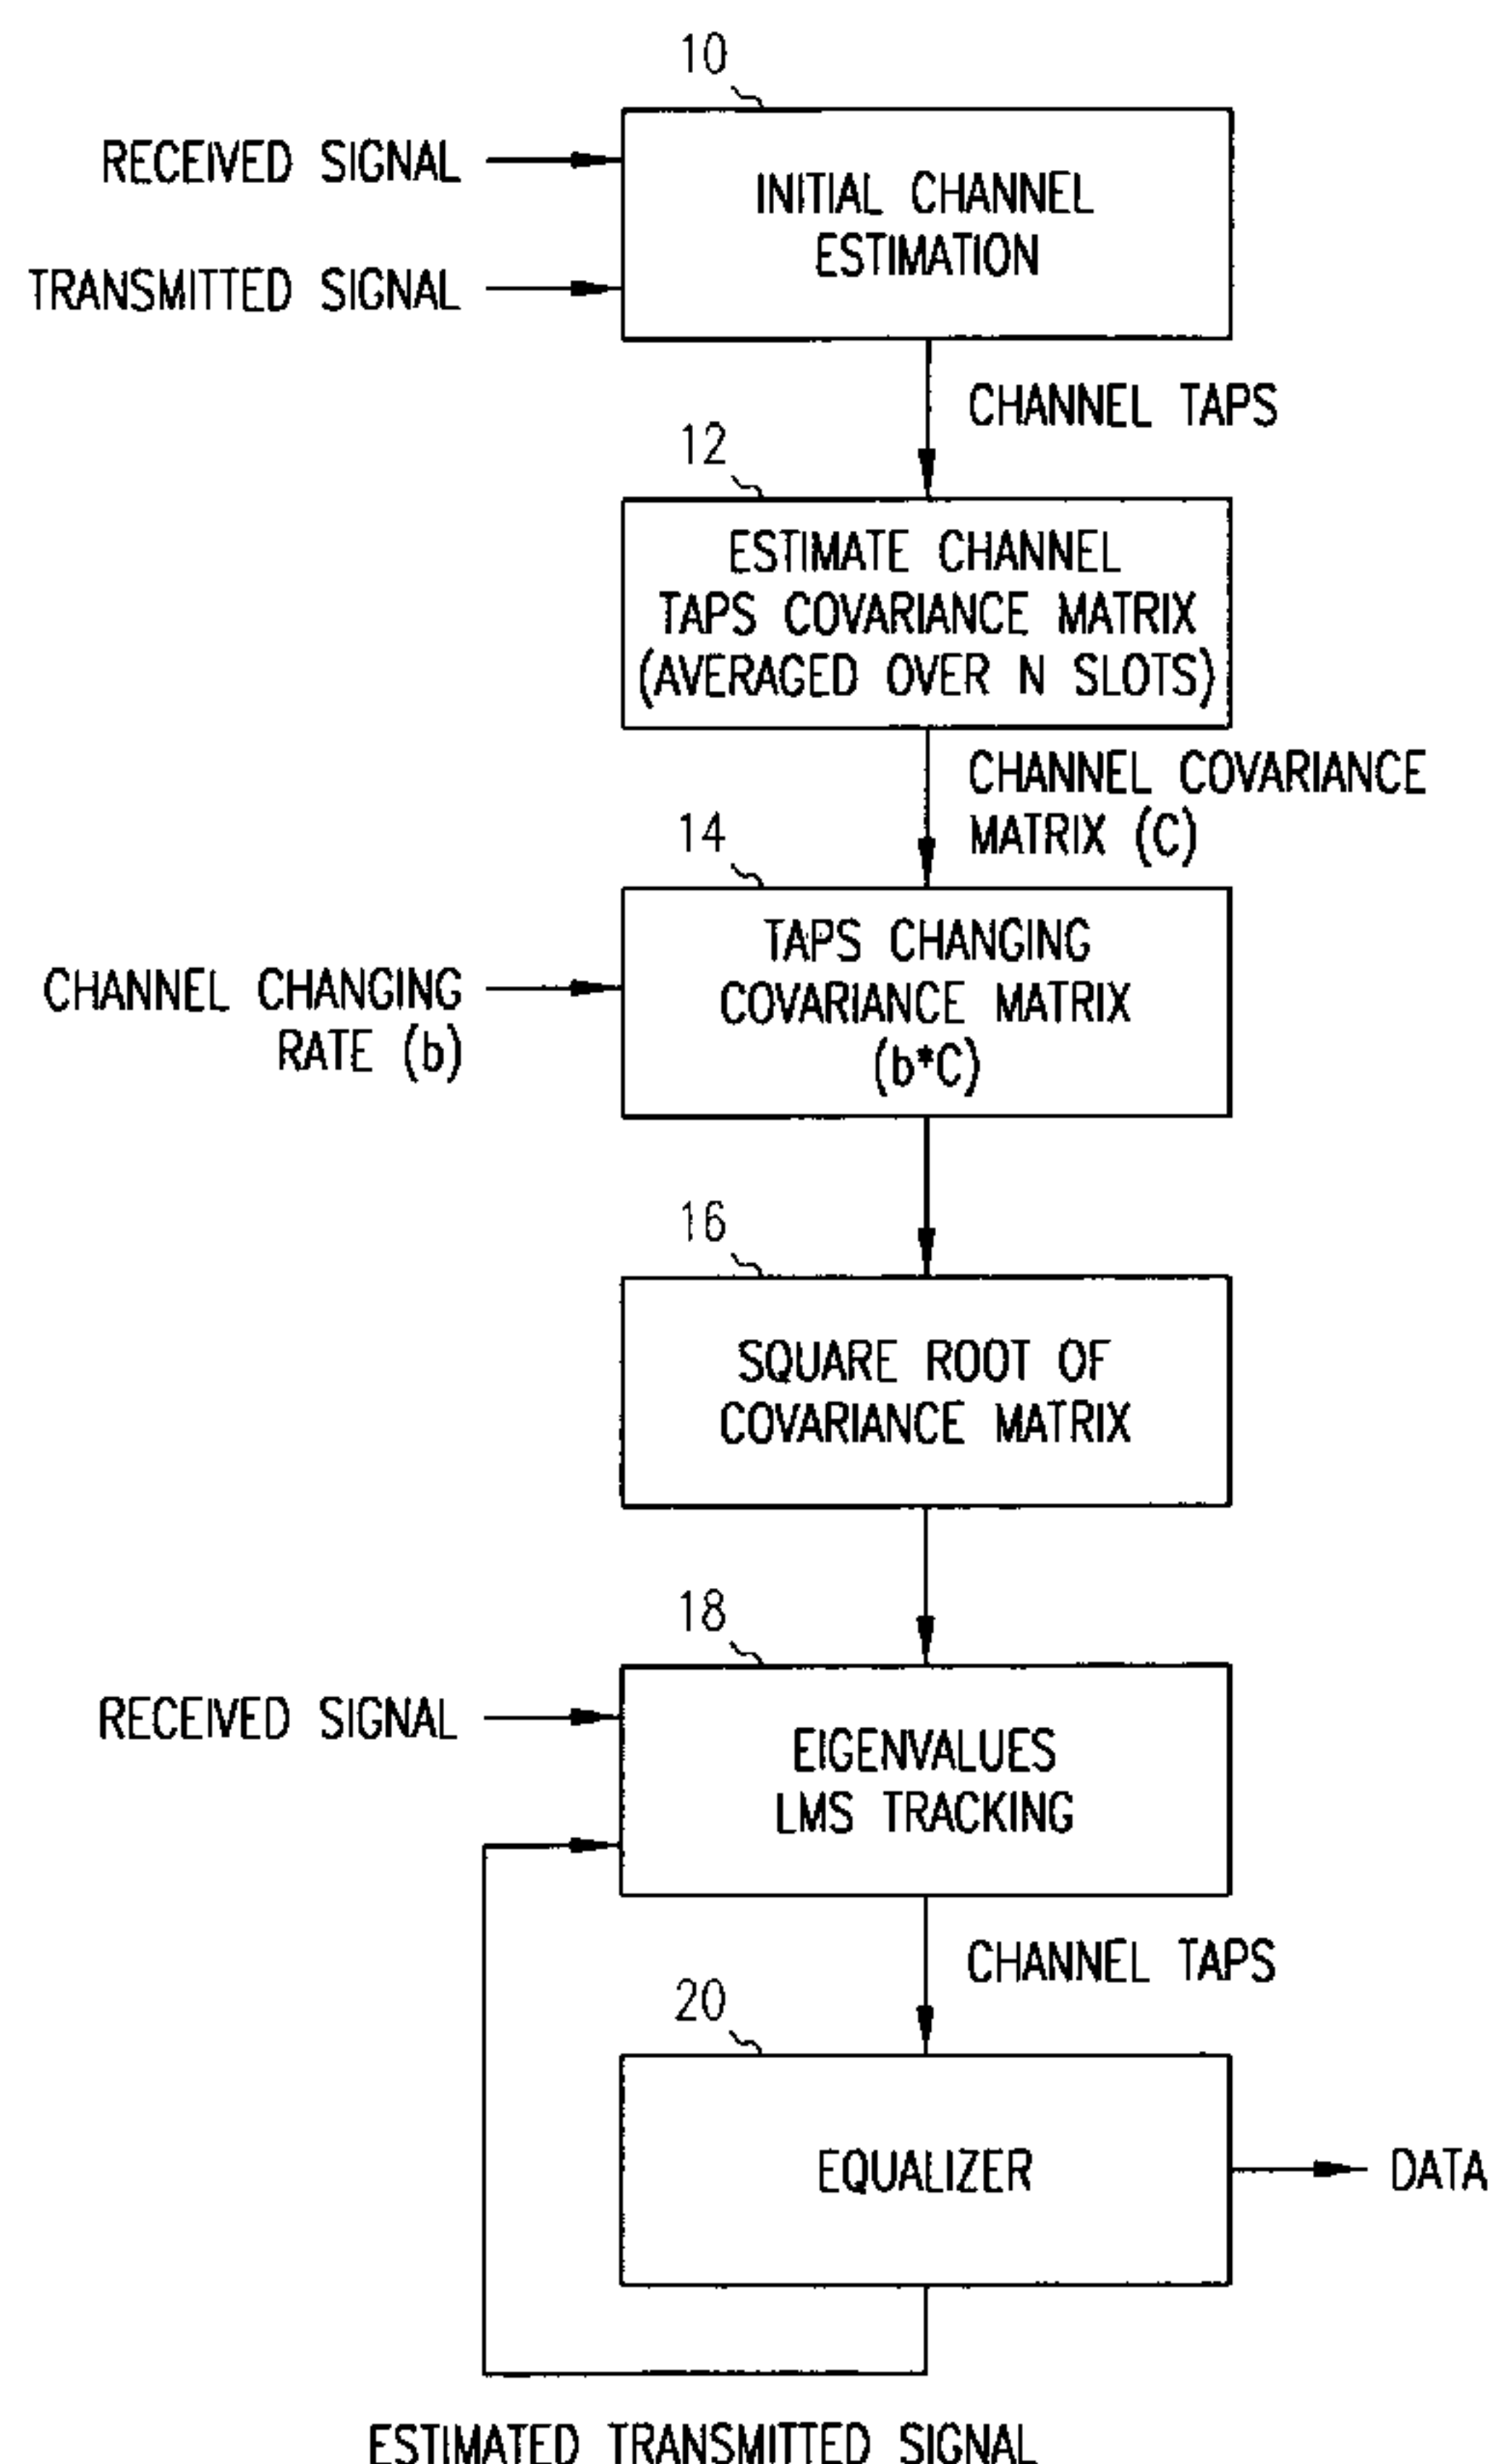 10
RECEIVED SIGNAL
TRANSMITTED SIGNAL
INITIAL CHANNEL
ESTIMATION
CHANNEL TAPS
12
ESTIMATE CHANNEL
TAPS COVARIANCE MATRIX
(AVERAGED OVER N SLOTS)
CHANNEL COVARIANCE
MATRIX (C)
14
CHANNEL CHANGING
RATE (b)
TAPS CHANGING
COVARIANCE MATRIX
(b*C)
16
SQUARE ROOT OF
COVARIANCE MATRIX
18
RECEIVED SIGNAL
EIGENVALUES
LMS TRACKING
CHANNEL TAPS
20
EQUALIZER
DATA
ESTIMATED TRANSMITTED SIGNAL